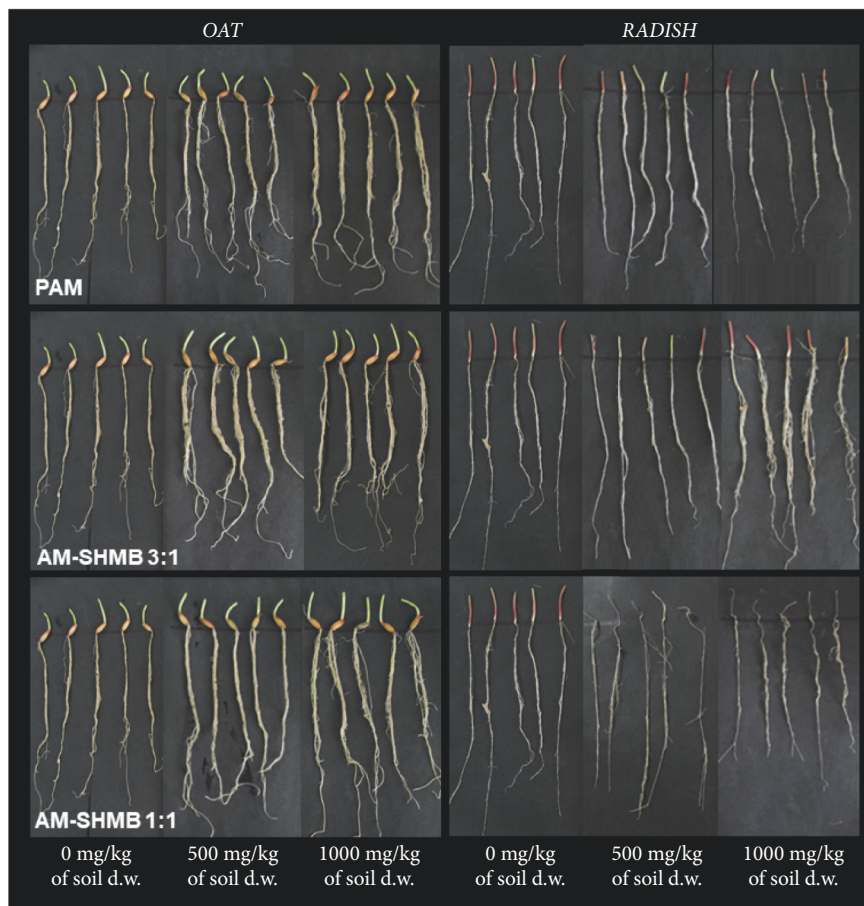 OAT
RADISH
PAM
AM-SHMB 3:1
AM-SHMB 1:1
0 mg/kg
of soil d.w.
500 mg/kg
of soil d.w.
1000 mg/kg
of soil d.w.
0 mg/kg
of soil d.w.
500 mg/kg
of soil d.w.
1000 mg/kg
of soil d.w.